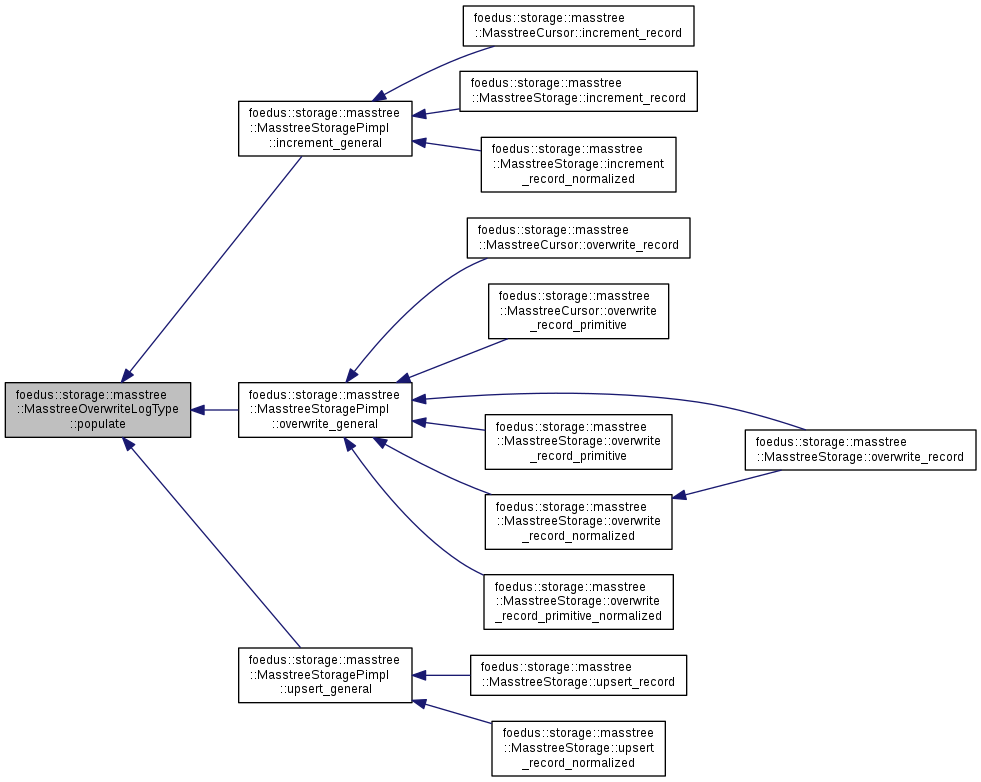 foedus::storage::masstree
::MasstreeCursor::increment_record
foedus::storage::masstree
::MasstreeStorage::increment_record
foedus::storage::masstree
::MasstreeStoragePimpl
::increment_general
foedus::storage::masstree
::MasstreeStorage::increment
_record_normalized
foedus::storage::masstree
::MasstreeCursor::overwrite_record
foedus::storage::masstree
::MasstreeCursor::overwrite
_record_primitive
foedus::storage::masstree
::MasstreeOverwriteLogType
::populate
foedus::storage::masstree
::MasstreeStoragePimpl
::overwrite_general
foedus::storage::masstree
::MasstreeStorage::overwrite
_record_primitive
foedus::storage::masstree
::MasstreeStorage::overwrite_record
foedus::storage::masstree
::MasstreeStorage::overwrite
_record_normalized
foedus::storage::masstree
::MasstreeStorage::overwrite
_record_primitive_normalized
foedus::storage::masstree
::MasstreeStoragePimpl
::upsert_general
foedus::storage::masstree
::MasstreeStorage::upsert_record
foedus::storage::masstree
::MasstreeStorage::upsert
_record_normalized